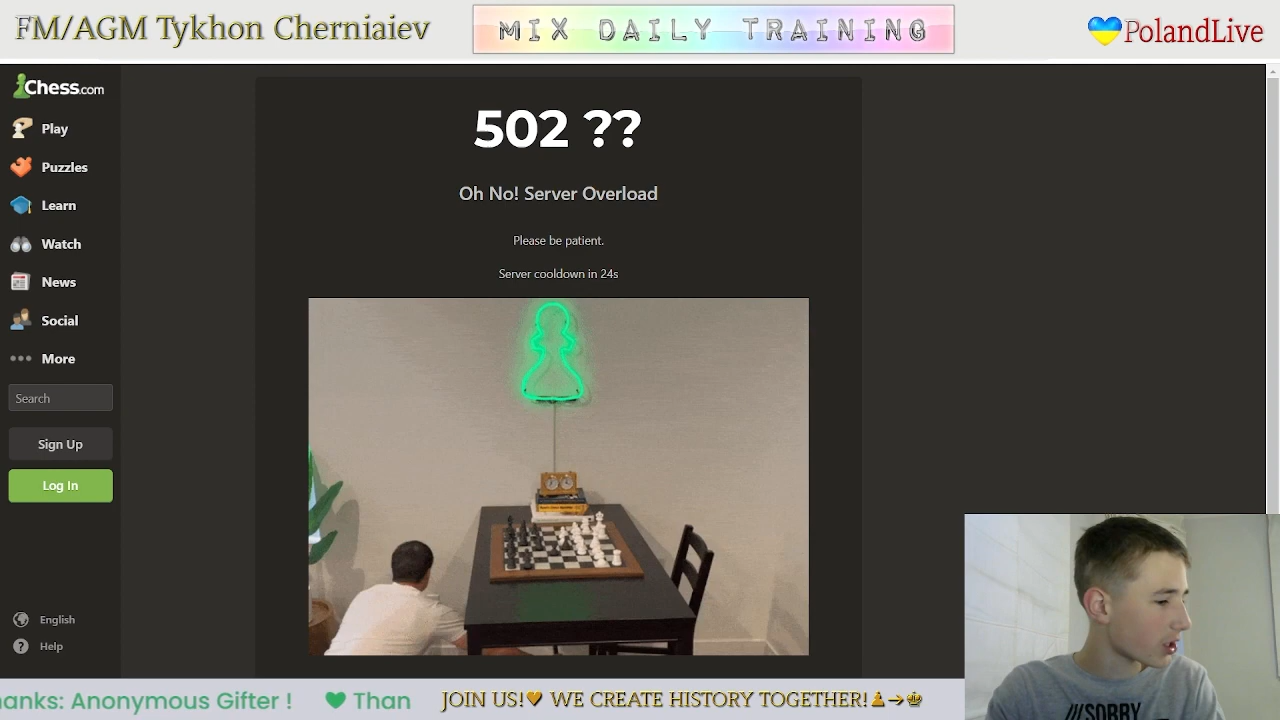 FM/AGM Tykhon Cherniaiev
MIX DAILY TRAINING
PolandLive
Chess.com
Play
Puzzles
Learn
Watch
News
Social
More
Search
Sign Up
Log In
English
Help
502 ??
Oh No! Server Overload
Please be patient.
Server cooldown in 24s
///SORRY
hanks: Anonymous Gifter ! 💚 Than
JOIN US!🧡 WE CREATE HISTORY TOGETHER!♟→♚